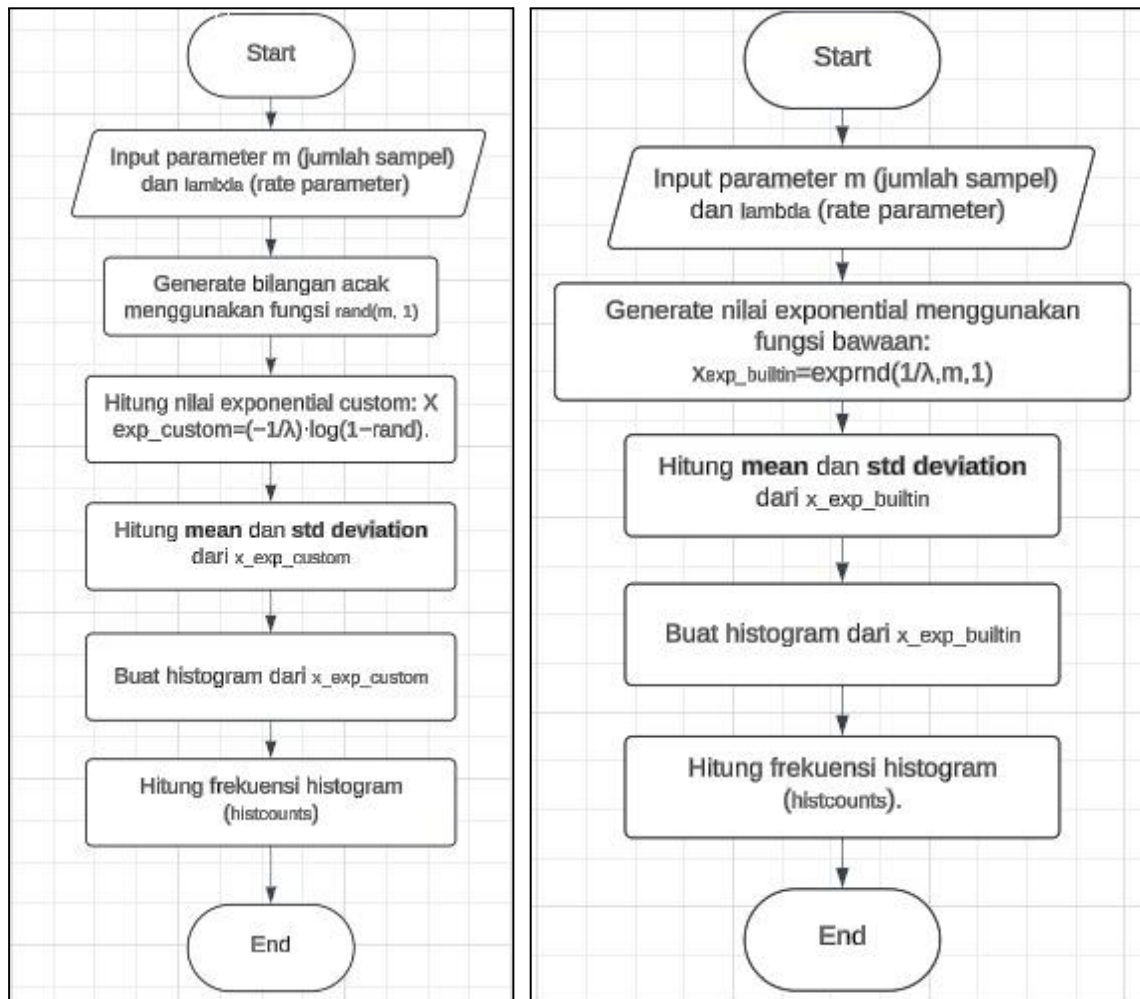 Start
Input parameter m (jumlah sampel)
dan lambda (rate parameter)
Generate bilangan acak
menggunakan fungsi rand(m, 1)
Hitung nilai exponential custom: X
exp_custom=(−1/λ)·log(1−rand).
Hitung mean dan std deviation
dari x_exp_custom
Buat histogram dari x_exp_custom
Hitung frekuensi histogram
(histcounts)
End
Start
Input parameter m (jumlah sampel)
dan lambda (rate parameter)
Generate nilai exponential menggunakan
fungsi bawaan:
xexp_builtin=exprnd(1/λ,m,1)
Hitung mean dan std deviation
dari x_exp_builtin
Buat histogram dari x_exp_builtin
Hitung frekuensi histogram
(histcounts).
End